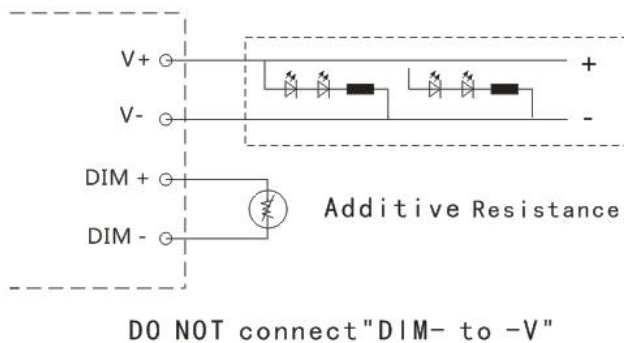 V+
+
V-
-
DIM +
Additive Resistance
DIM -
DO NOT connect"DIM- to -V"